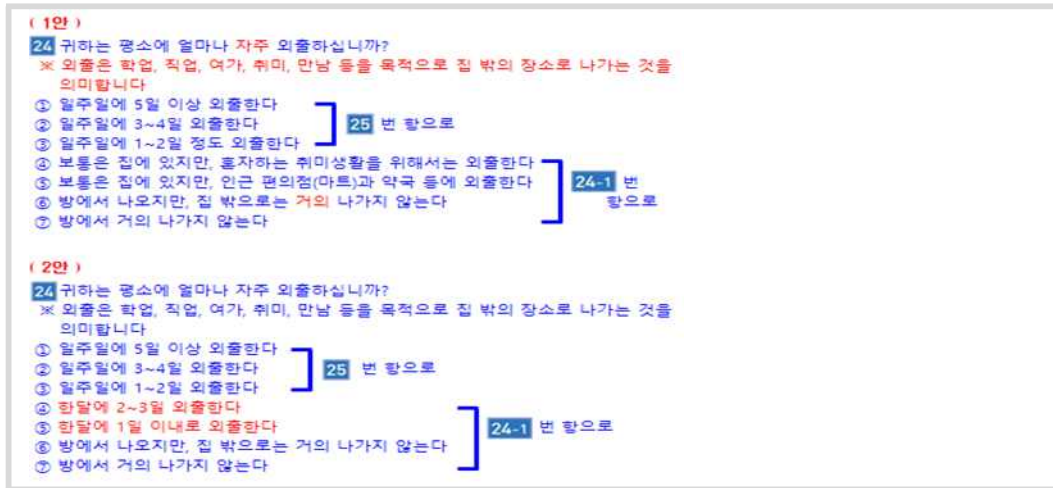 ( 1안 )
24 귀하는 평소에 얼마나 자주 외출하십니까?
※ 외출은 학업, 직업, 여가, 취미, 만남 등을 목적으로 집 밖의 장소로 나가는 것을
의미합니다
① 일주일에 5일 이상 외출한다
② 일주일에 3~4일 외출한다 25 번 항으로
③ 일주일에 1~2일 정도 외출한다
④ 보통은 집에 있지만, 혼자하는 취미생활을 위해서는 외출한다
⑤ 보통은 집에 있지만, 인근 편의점(마트)과 약국 등에 외출한다 24-1 번
⑥ 방에서 나오지만, 집 밖으로는 거의 나가지 않는다 항으로
⑦ 방에서 거의 나가지 않는다
( 2안 )
24 귀하는 평소에 얼마나 자주 외출하십니까?
※ 외출은 학업, 직업, 여가, 취미, 만남 등을 목적으로 집 밖의 장소로 나가는 것을
의미합니다
① 일주일에 5일 이상 외출한다
② 일주일에 3~4일 외출한다 25 번 항으로
③ 일주일에 1~2일 외출한다
④ 한달에 2~3일 외출한다
⑤ 한달에 1일 이내로 외출한다 24-1 번 항으로
⑥ 방에서 나오지만, 집 밖으로는 거의 나가지 않는다
⑦ 방에서 거의 나가지 않는다